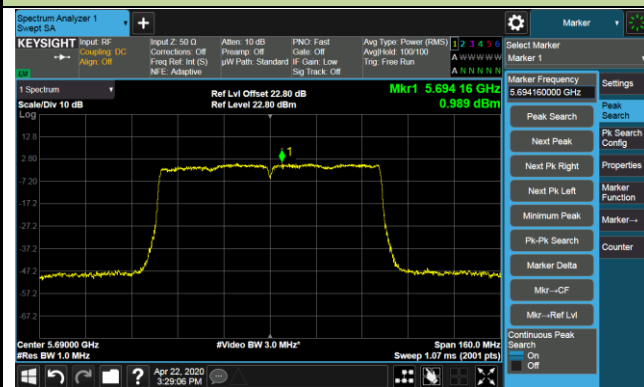 Spectrum Analyzer 1
Swept SA
+
Marker
KEYSIGHT
Input: RF
Coupling: DC
Align: Off
Input Z: 50 Ω
Corrections: Off
Freq Ref: Int (S)
NFE: Adaptive
Atten: 10 dB
Preamp: Off
µW Path: Standard
PNO: Fast
Gate: Off
IF Gain: Low
Sig Track: Off
Avg Type: Power (RMS)
Avg|Hold: 100/100
Trig: Free Run
1 2 3 4 5 6
A W W W W W
A N N N N N
LV
1 Spectrum
Scale/Div 10 dB
Log
Ref Lvl Offset 22.80 dB
Ref Level 22.80 dBm
Mkr1 5.694 16 GHz
0.989 dBm
12.8
2.80
-7.20
-17.2
-27.2
-37.2
-47.2
-57.2
-67.2
1
Center 5.69000 GHz
#Res BW 1.0 MHz
#Video BW 3.0 MHz*
Span 160.0 MHz
Sweep 1.07 ms (2001 pts)
Select Marker
Marker 1
Marker Frequency
5.694160000 GHz
Peak Search
Next Peak
Next Pk Right
Next Pk Left
Minimum Peak
Pk-Pk Search
Marker Delta
Mkr→CF
Mkr→Ref Lvl
Continuous Peak
Search
On
Off
Settings
Peak
Search
Pk Search
Config
Properties
Marker
Function
Marker→
Counter
?
Apr 22, 2020
3:29:06 PM